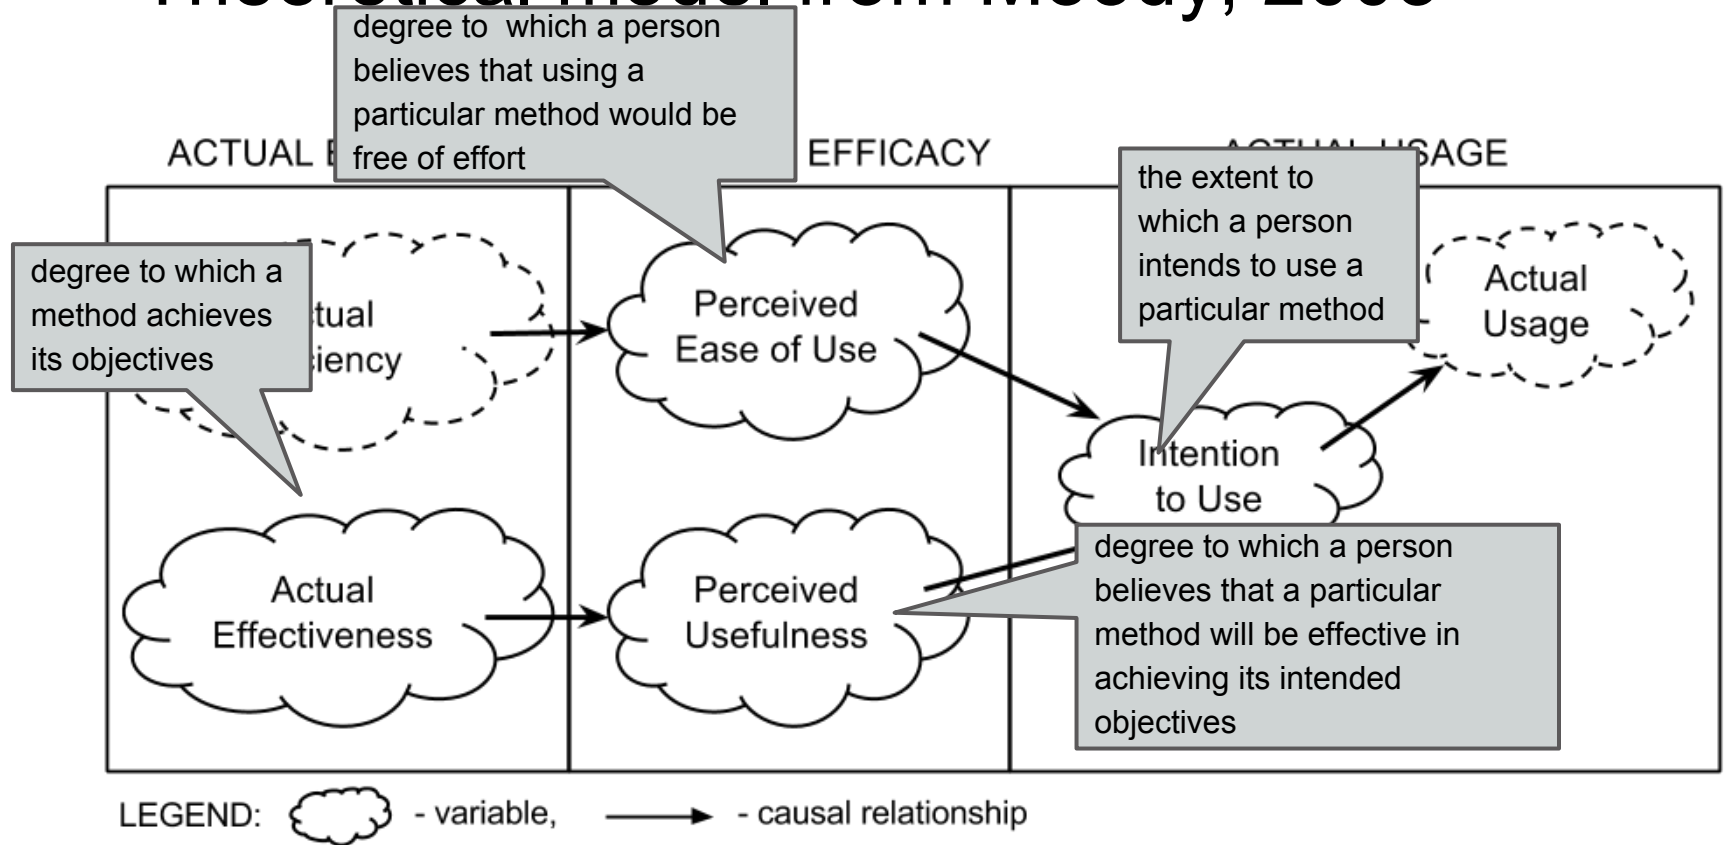 degree to which a person
believes that using a
particular method would be
free of effort
ACTUAL
EFFICACY
the extent to
which a person
intends to use a
particular method
degree to which a
method achieves
its objectives
Perceived
Ease of Use
Actual
Usage
Intention
to Use
Actual
Effectiveness
Perceived
Usefulness
degree to which a person
believes that a particular
method will be effective in
achieving its intended
objectives
LEGEND: - variable, - causal relationship